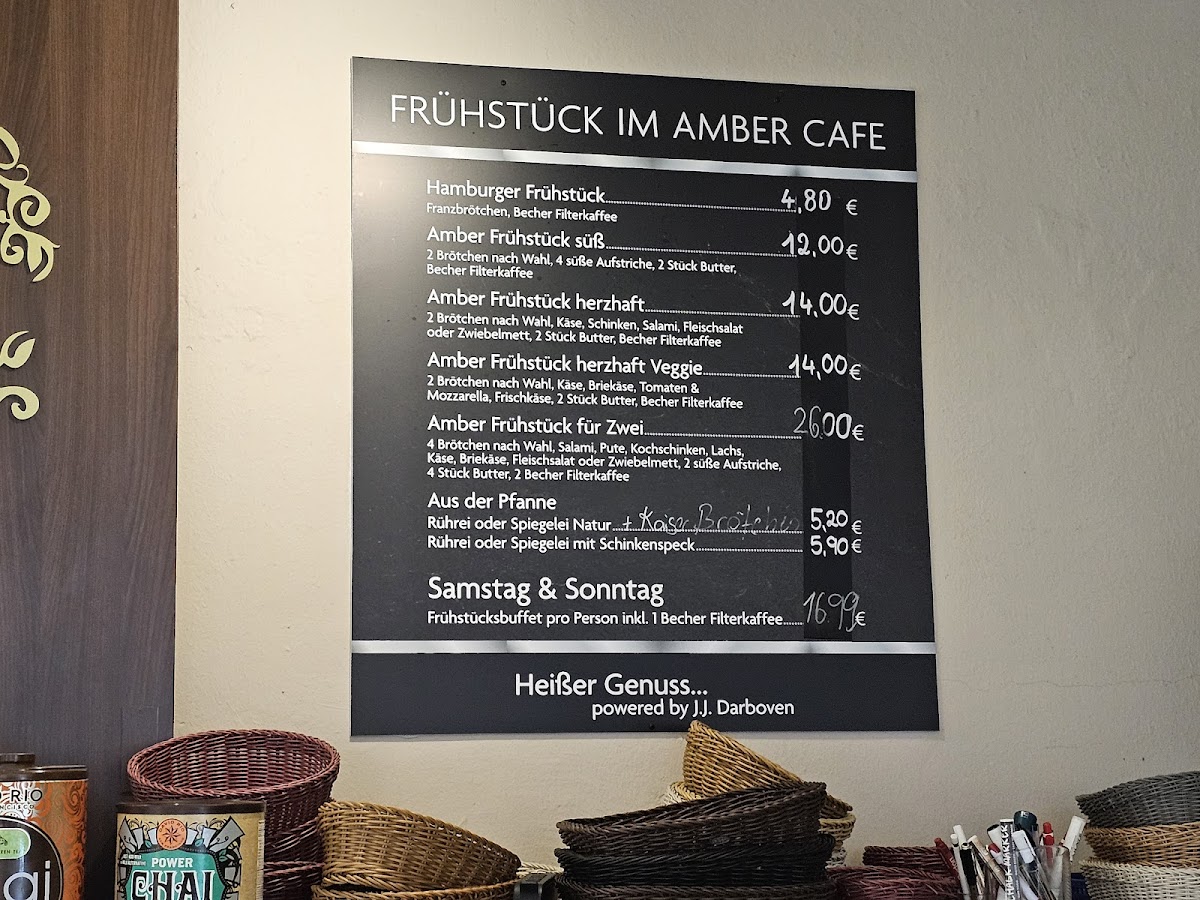 FRÜHSTÜCK IM AMBER CAFE
Hamburger Frühstück 4,80 €
Franzbrötchen, Becher Filterkaffee
Amber Frühstück süß 12,00 €
2 Brötchen nach Wahl, 4 süße Aufstriche, 2 Stück Butter,
Becher Filterkaffee
Amber Frühstück herzhaft 14,00 €
2 Brötchen nach Wahl, Käse, Schinken, Salami, Fleischsalat
oder Zwiebelmett, 2 Stück Butter, Becher Filterkaffee
Amber Frühstück herzhaft Veggie 14,00 €
2 Brötchen nach Wahl, Käse, Briekäse, Tomaten &
Mozzarella, Frischkäse, 2 Stück Butter, Becher Filterkaffee
Amber Frühstück für Zwei 26.00 €
4 Brötchen nach Wahl, Salami, Pute, Kochschinken, Lachs,
Käse, Briekäse, Fleischsalat oder Zwiebelmett, 2 süße Aufstriche,
4 Stück Butter, 2 Becher Filterkaffee
Aus der Pfanne
Rührei oder Spiegelei Natur + Kaiser Brötchen 5,20 €
Rührei oder Spiegelei mit Schinkenspeck 5,90 €
Samstag & Sonntag
Frühstücksbuffet pro Person inkl. 1 Becher Filterkaffee 16.99 €
Heißer Genuss...
powered by J.J. Darboven
RIO
POWER
CHAI